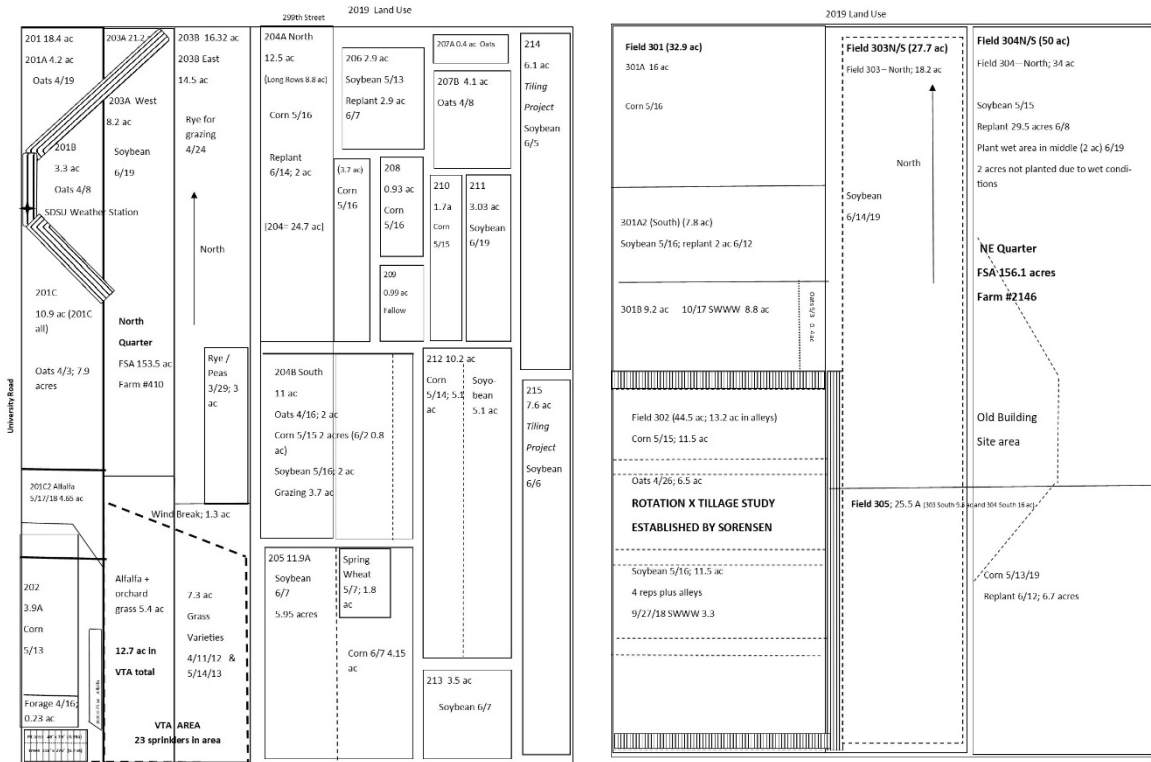 2019 Land Use
299th Street
201 18.4 ac
201A 4.2 ac
Oats 4/19
201B
3.3 ac
Oats 4/8
SDSU Weather Station
201C
10.9 ac (201C
all)
Oats 4/3; 7.9
acres
University Road
201C2 Alfalfa
5/17/18 4.65 ac
202
3.9A
Corn
5/13
Forage 4/16;
0.23 ac
203A 21.2
203A West
8.2 ac
Soybean
6/19
North
Quarter
FSA 153.5 ac
Farm #410
Alfalfa +
orchard
grass 5.4 ac
12.7 ac in
VTA total
VTA AREA
23 sprinklers in area
203B 16.32 ac
203B East
14.5 ac
Rye for
grazing
4/24
North
Rye /
Peas
3/29; 3
ac
Wind Break; 1.3 ac
7.3 ac
Grass
Varieties
4/11/12 &
5/14/13
204A North
12.5 ac
(Long Rows 8.8 ac)
Corn 5/16
Replant
6/14; 2 ac
(204= 24.7 ac)
(3.7 ac)
Corn
5/16
204B South
11 ac
Oats 4/16; 2 ac
Corn 5/15 2 acres (6/2 0.8
ac)
Soybean 5/16; 2 ac
Grazing 3.7 ac
205 11.9A
Soybean
6/7
5.95 acres
Spring
Wheat
5/7; 1.8
ac
Corn 6/7 4.15
ac
206 2.9 ac
Soybean 5/13
Replant 2.9 ac
6/7
207A 0.4 ac Oats
207B 4.1 ac
Oats 4/8
208
0.93 ac
Corn
5/16
209
0.99 ac
Fallow
210
1.7a
Corn
5/15
211
3.03 ac
Soybean
6/19
212 10.2 ac
Corn
5/14; 5.1
ac
Soyo-
bean
5.1 ac
213 3.5 ac
Soybean 6/7
214
6.1 ac
Tiling
Project
Soybean
6/5
215
7.6 ac
Tiling
Project
Soybean
6/6
2019 Land Use
Field 301 (32.9 ac)
301A 16 ac
Corn 5/16
301A2 (South) (7.8 ac)
Soybean 5/16; replant 2 ac 6/12
301B 9.2 ac 10/17 SWWW 8.8 ac
Oats 5/3 0.4 ac
Field 302 (44.5 ac; 13.2 ac in alleys)
Corn 5/15; 11.5 ac
Oats 4/26; 6.5 ac
ROTATION X TILLAGE STUDY
ESTABLISHED BY SORENSEN
Soybean 5/16; 11.5 ac
4 reps plus alleys
9/27/18 SWWW 3.3
Field 303N/S (27.7 ac)
Field 303 – North; 18.2 ac
North
Soybean
6/14/19
Field 304N/S (50 ac)
Field 304—North; 34 ac
Soybean 5/15
Replant 29.5 acres 6/8
Plant wet area in middle (2 ac) 6/19
2 acres not planted due to wet condi-
tions
NE Quarter
FSA 156.1 acres
Farm #2146
Old Building
Site area
Field 305; 25.5 A (303 South 9.5 ac and 304 South 16 ac)
Corn 5/13/19
Replant 6/12; 6.7 acres